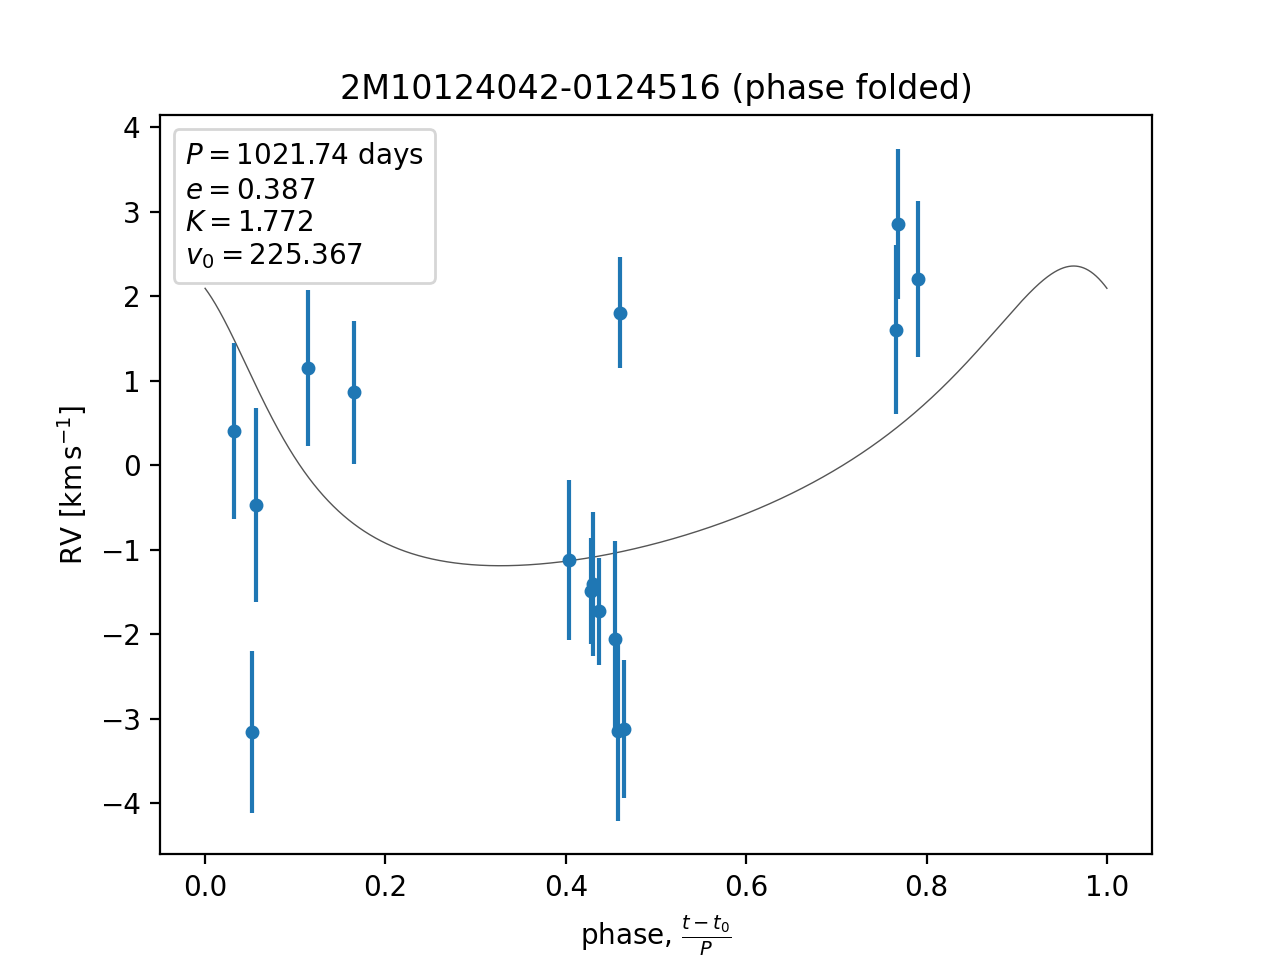 2M10124042-0124516 (phase folded)
P = 1021.74 days
e = 0.387
K = 1.772
v₀ = 225.367
4
3
2
1
0
−1
−2
−3
−4
RV [km s⁻¹]
0.0 0.2 0.4 0.6 0.8 1.0
phase, (t − t₀)/P